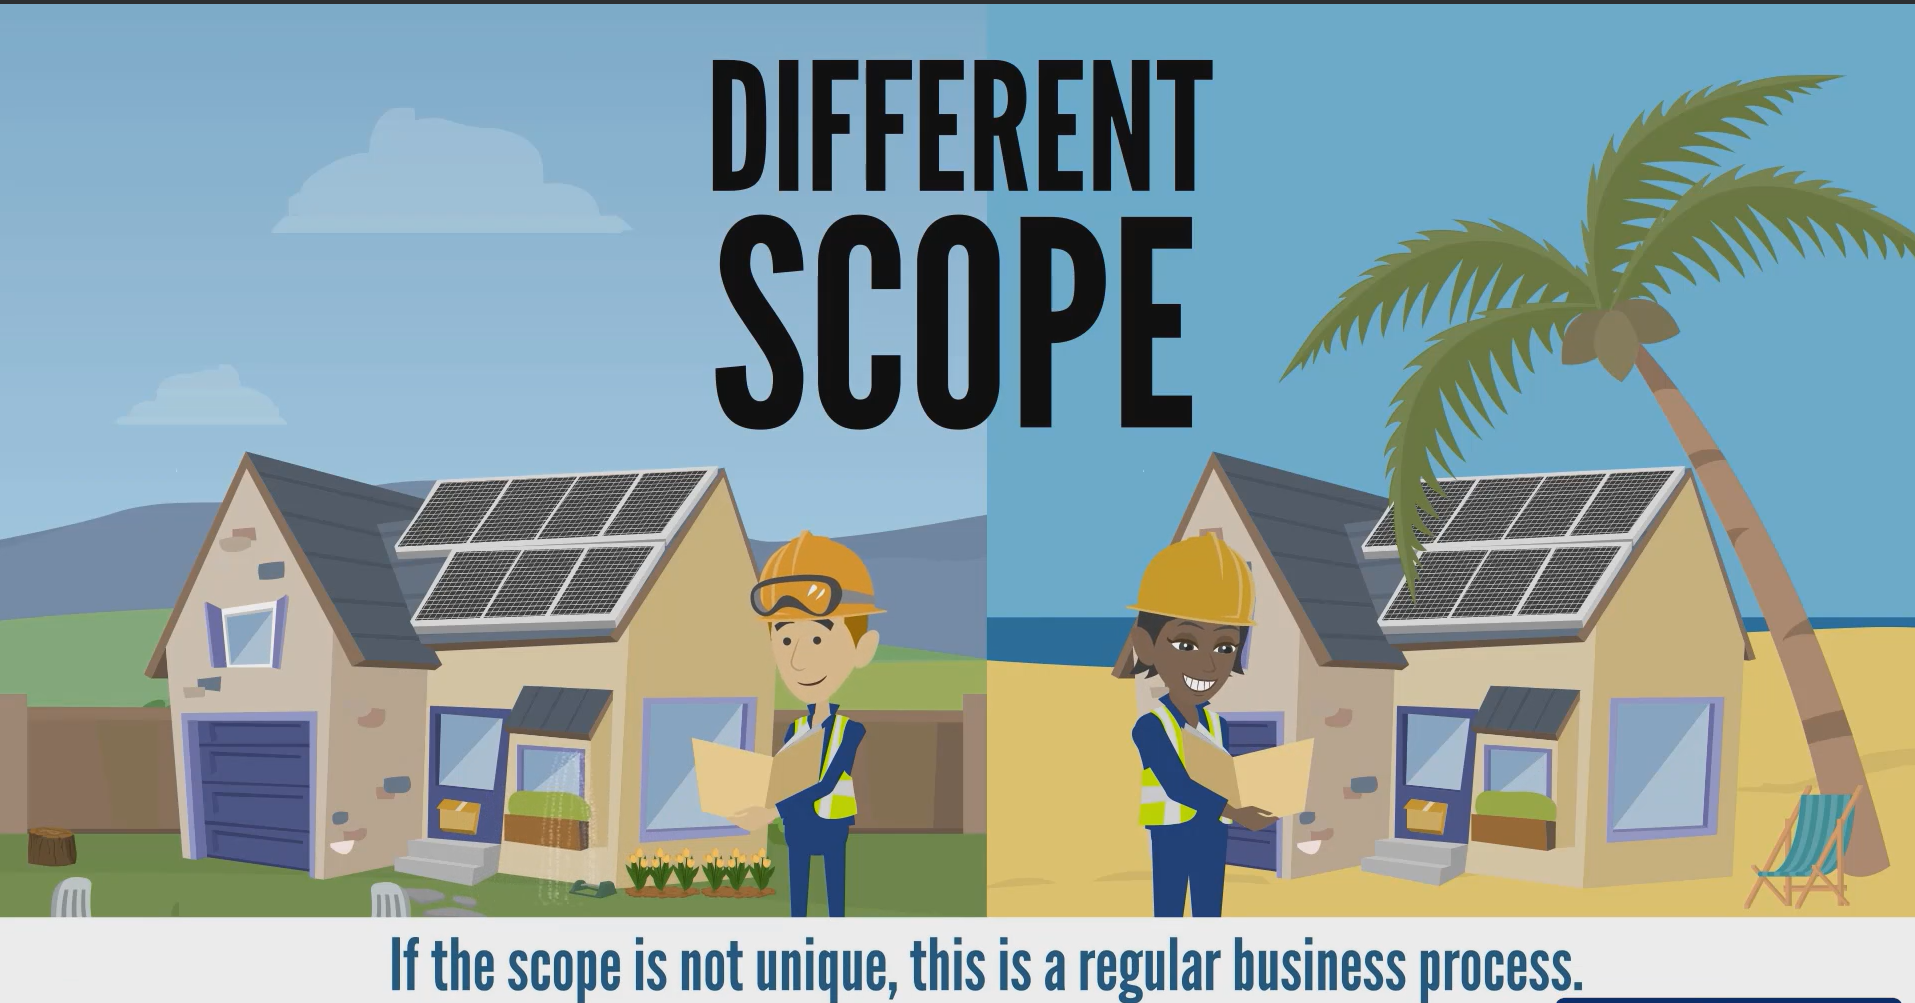 DIFFERENT
SCOPE
If the scope is not unique, this is a regular business process.